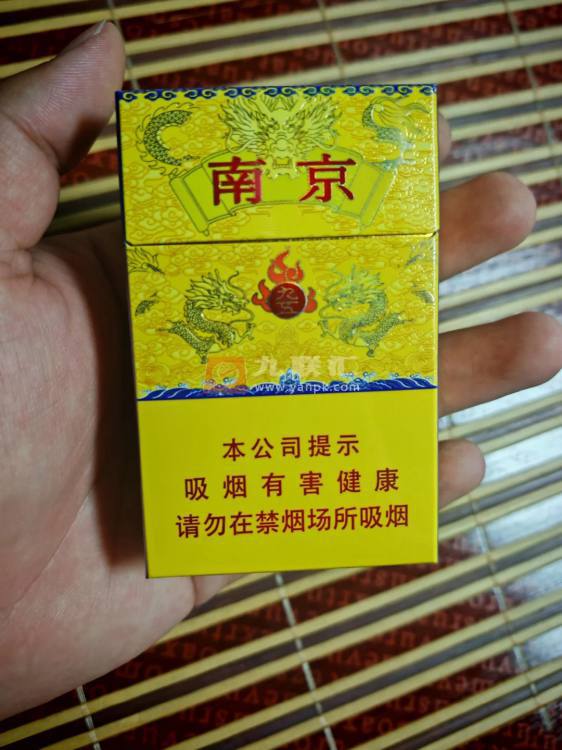 南京
九联汇
www.yanpk.com
本公司提示
吸烟有害健康
请勿在禁烟场所吸烟